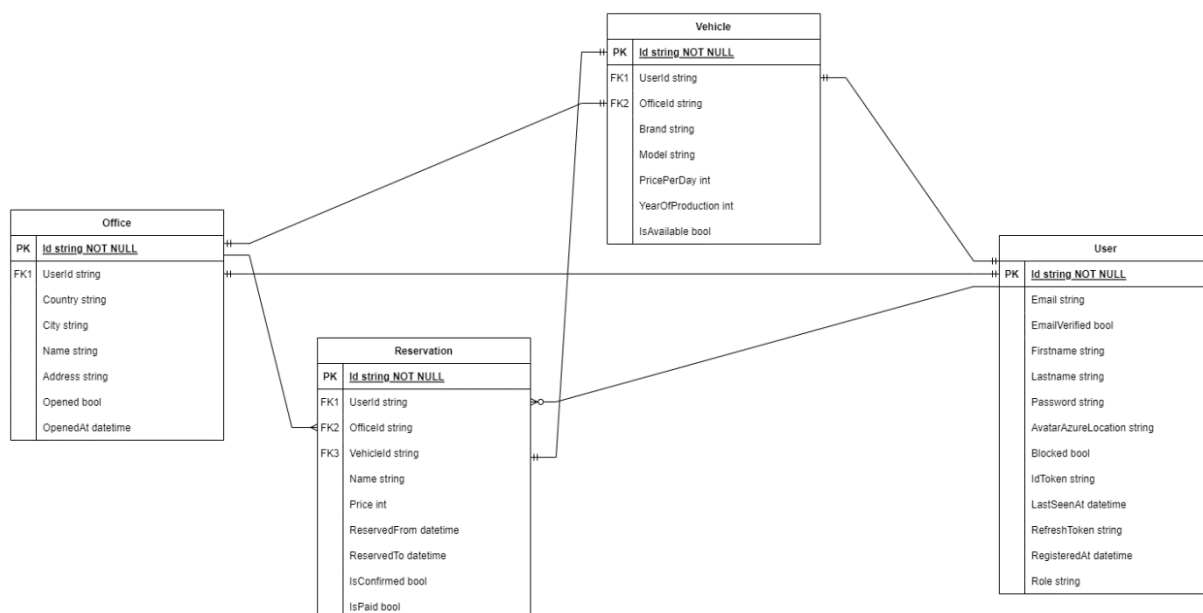 Vehicle
PK Id string NOT NULL
FK1 UserId string
FK2 OfficeId string
Brand string
Model string
PricePerDay int
YearOfProduction int
IsAvailable bool
Office
PK Id string NOT NULL
FK1 UserId string
Country string
City string
Name string
Address string
Opened bool
OpenedAt datetime
User
PK Id string NOT NULL
Email string
EmailVerified bool
Firstname string
Lastname string
Password string
AvatarAzureLocation string
Blocked bool
IdToken string
LastSeenAt datetime
RefreshToken string
RegisteredAt datetime
Role string
Reservation
PK Id string NOT NULL
FK1 UserId string
FK2 OfficeId string
FK3 VehicleId string
Name string
Price int
ReservedFrom datetime
ReservedTo datetime
IsConfirmed bool
IsPaid bool